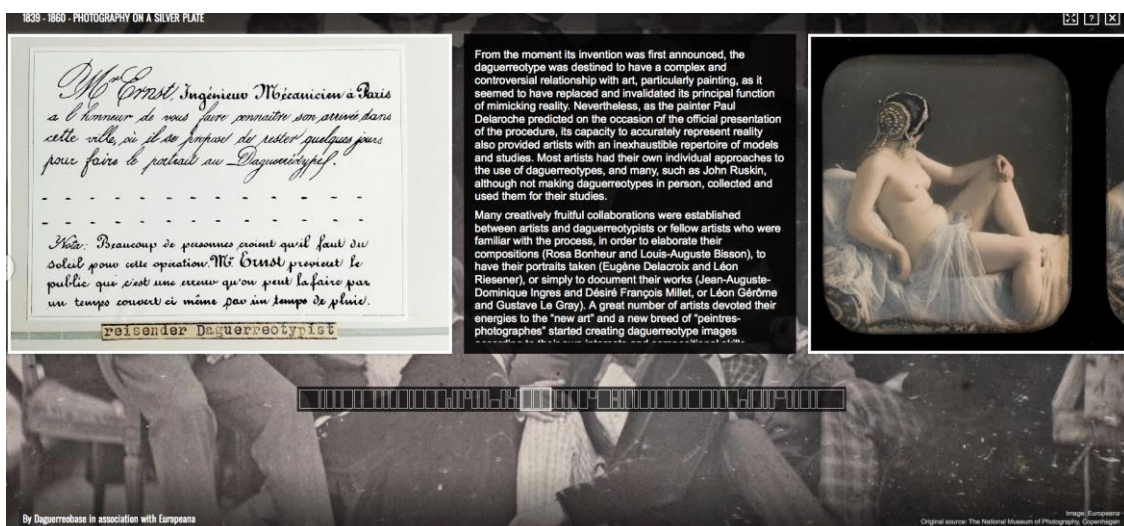 1839 - 1860 - PHOTOGRAPHY ON A SILVER PLATE
?
X
Mr Ernst, Ingénieur Mécanicien à Paris
a l'honneur de vous faire connaître son arrivée, dans
cette ville, où il se propose de rester quelques jours
pour faire le portrait au Daguerréotype.
Nota: Beaucoup de personnes croient qu'il faut du
soleil pour cette opération. Mr. Ernst prévient le
public que c'est une erreur qu'on peut la faire par
un temps couvert et même par un temps de pluie.
reisender Daguerreotypist
From the moment its invention was first announced, the
daguerreotype was destined to have a complex and
controversial relationship with art, particularly painting, as it
seemed to have replaced and invalidated its principal function
of mimicking reality. Nevertheless, as the painter Paul
Delaroche predicted on the occasion of the official presentation
of the procedure, its capacity to accurately represent reality
also provided artists with an inexhaustible repertoire of models
and studies. Most artists had their own individual approaches to
the use of daguerreotypes, and many, such as John Ruskin,
although not making daguerreotypes in person, collected and
used them for their studies.
Many creatively fruitful collaborations were established
between artists and daguerreotypists or fellow artists who were
familiar with the process, in order to elaborate their
compositions (Rosa Bonheur and Louis-Auguste Bisson), to
have their portraits taken (Eugène Delacroix and Léon
Riesener), or simply to document their works (Jean-Auguste-
Dominique Ingres and Désiré François Millet, or Léon Gérôme
and Gustave Le Gray). A great number of artists devoted their
energies to the "new art" and a new breed of "peintres-
photographes" started creating daguerreotype images
according to their own interests and compositional skills
By Daguerreobase in association with Europeana
Image: Europeana
Original source: The National Museum of Photography, Copenhagen